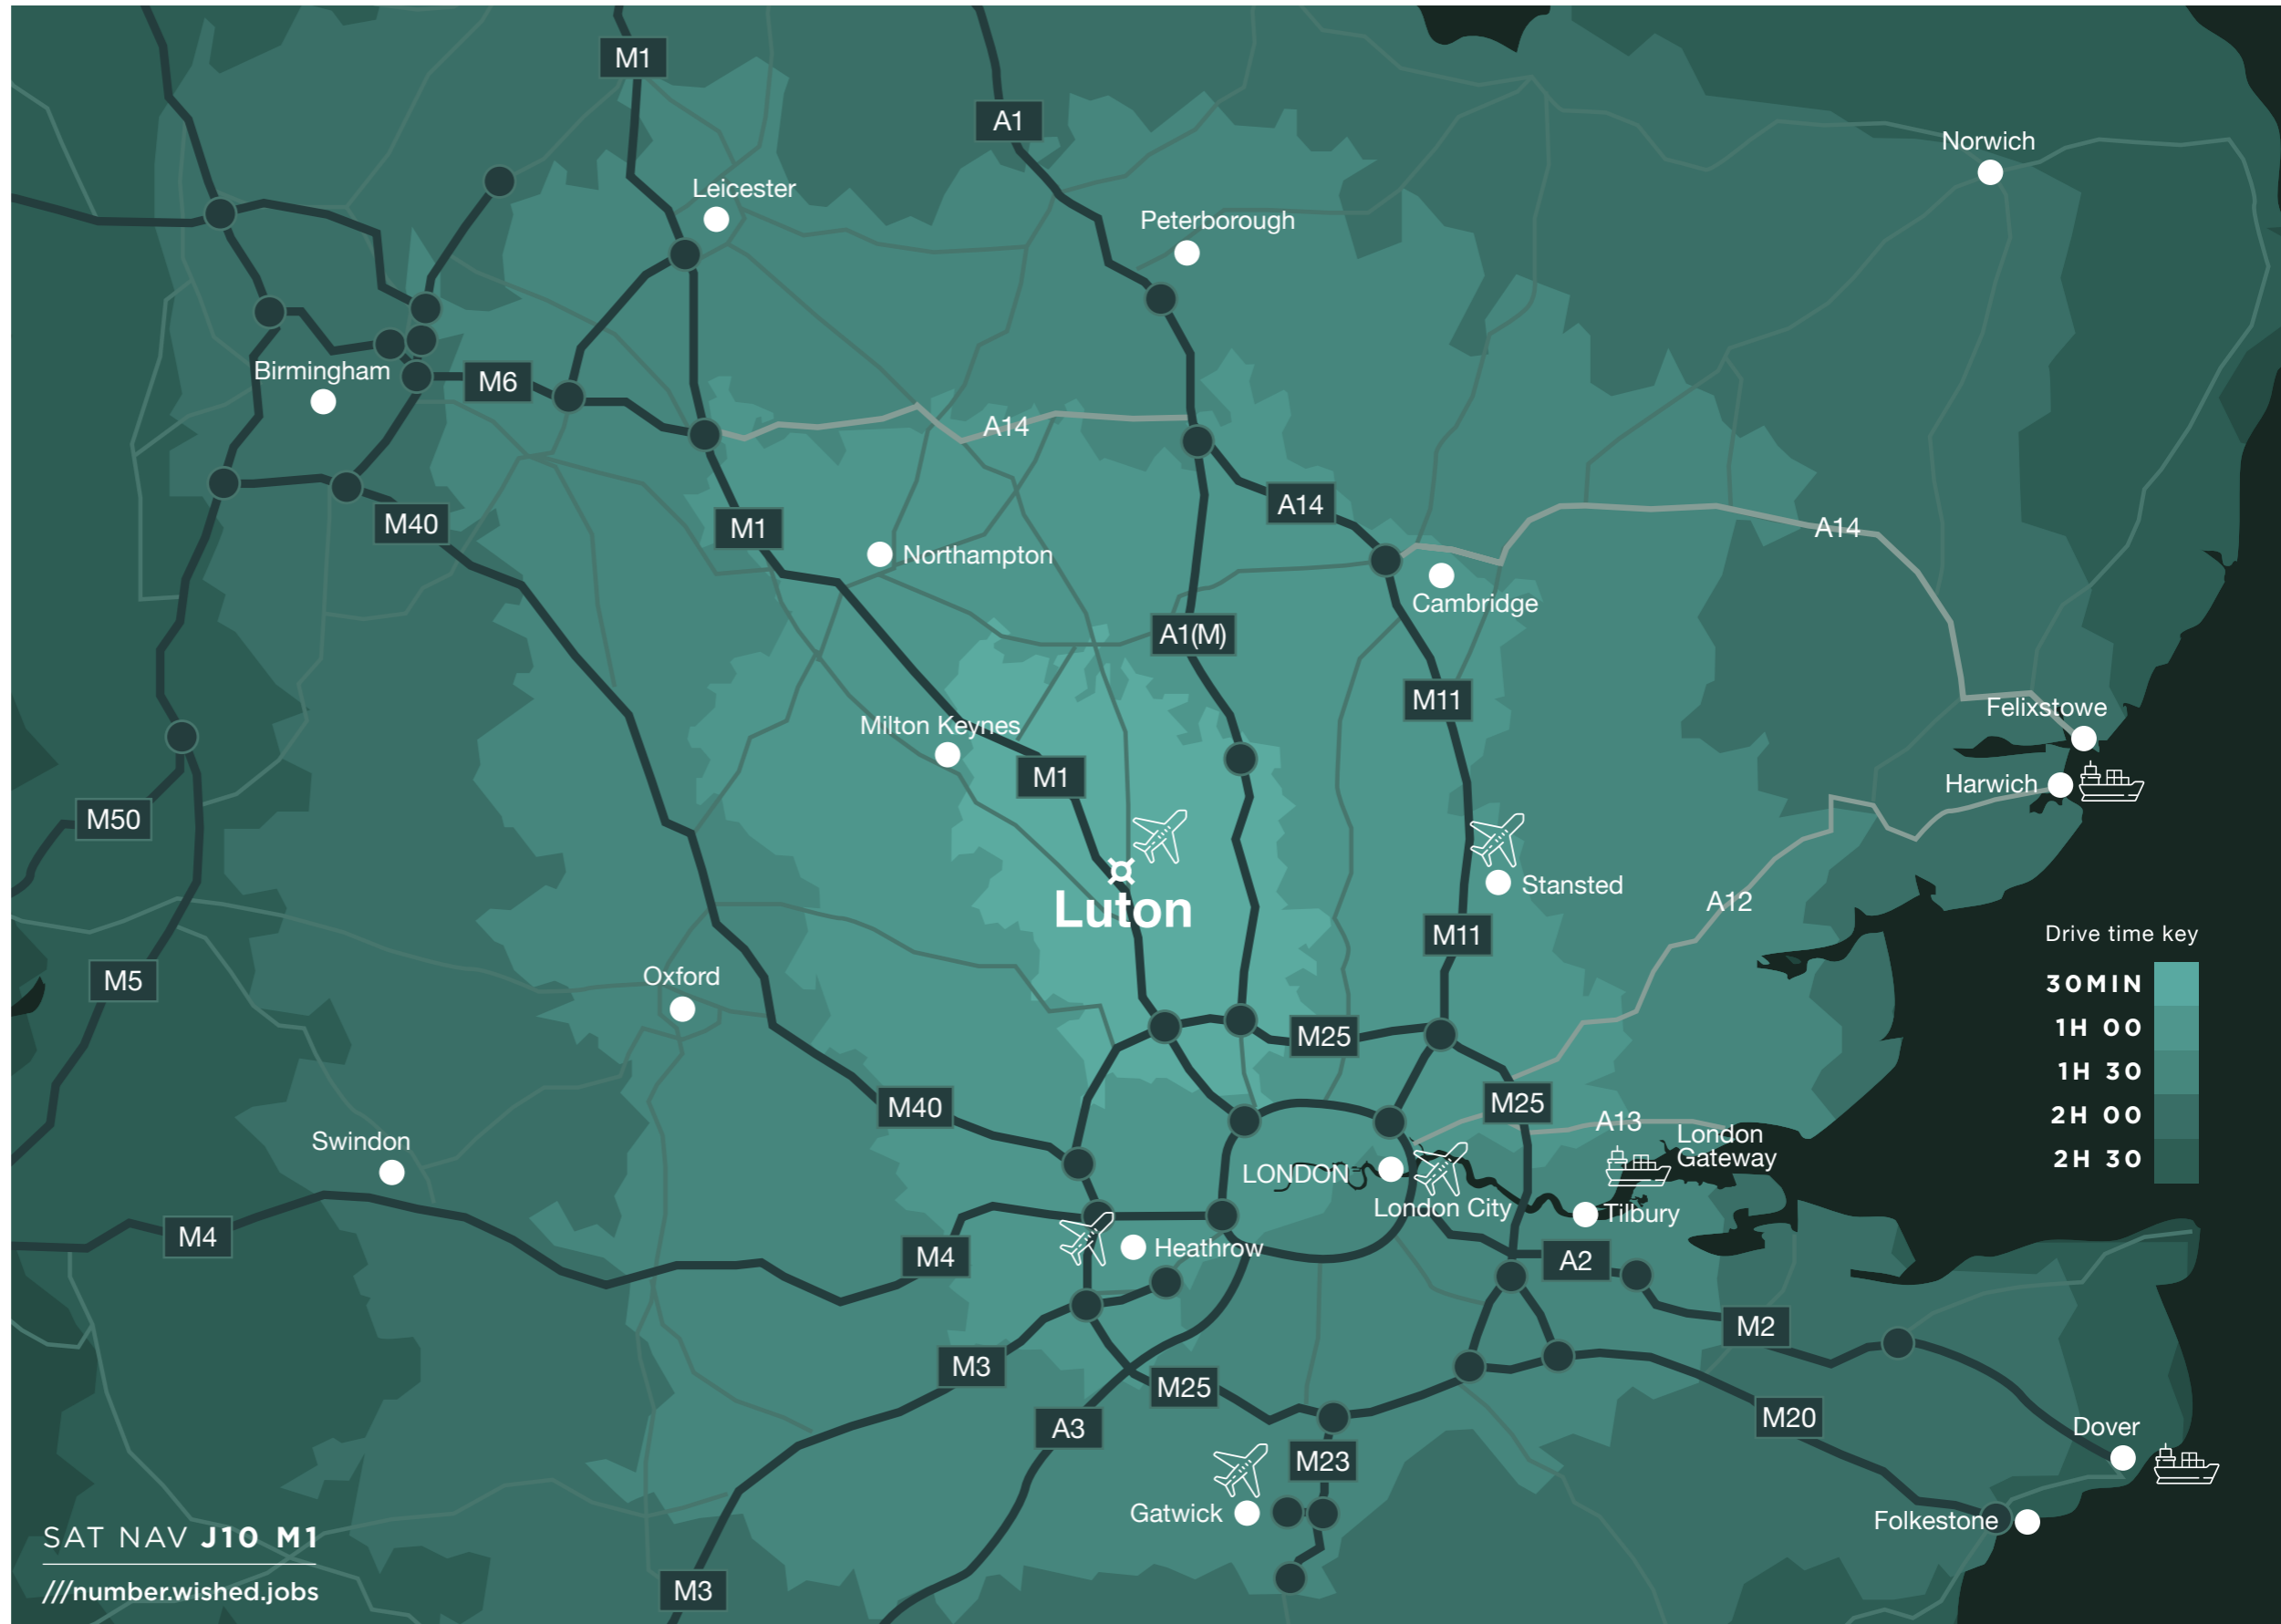 M1
A1
Norwich
Leicester
Peterborough
Birmingham
M6
A14
A14
M40
M1
A14
Northampton
Cambridge
A1(M)
M11
Felixstowe
Milton Keynes
M1
Harwich
M50
Stansted
A12
Luton
M11
Drive time key
30MIN
1H 00
1H 30
2H 00
2H 30
M5
Oxford
M25
M40
M25
A13
London
Gateway
Swindon
LONDON
London City
Tilbury
M4
M4
Heathrow
A2
M2
M3
M25
M20
A3
Dover
M23
Gatwick
Folkestone
SAT NAV J10 M1
///number.wished.jobs
M3